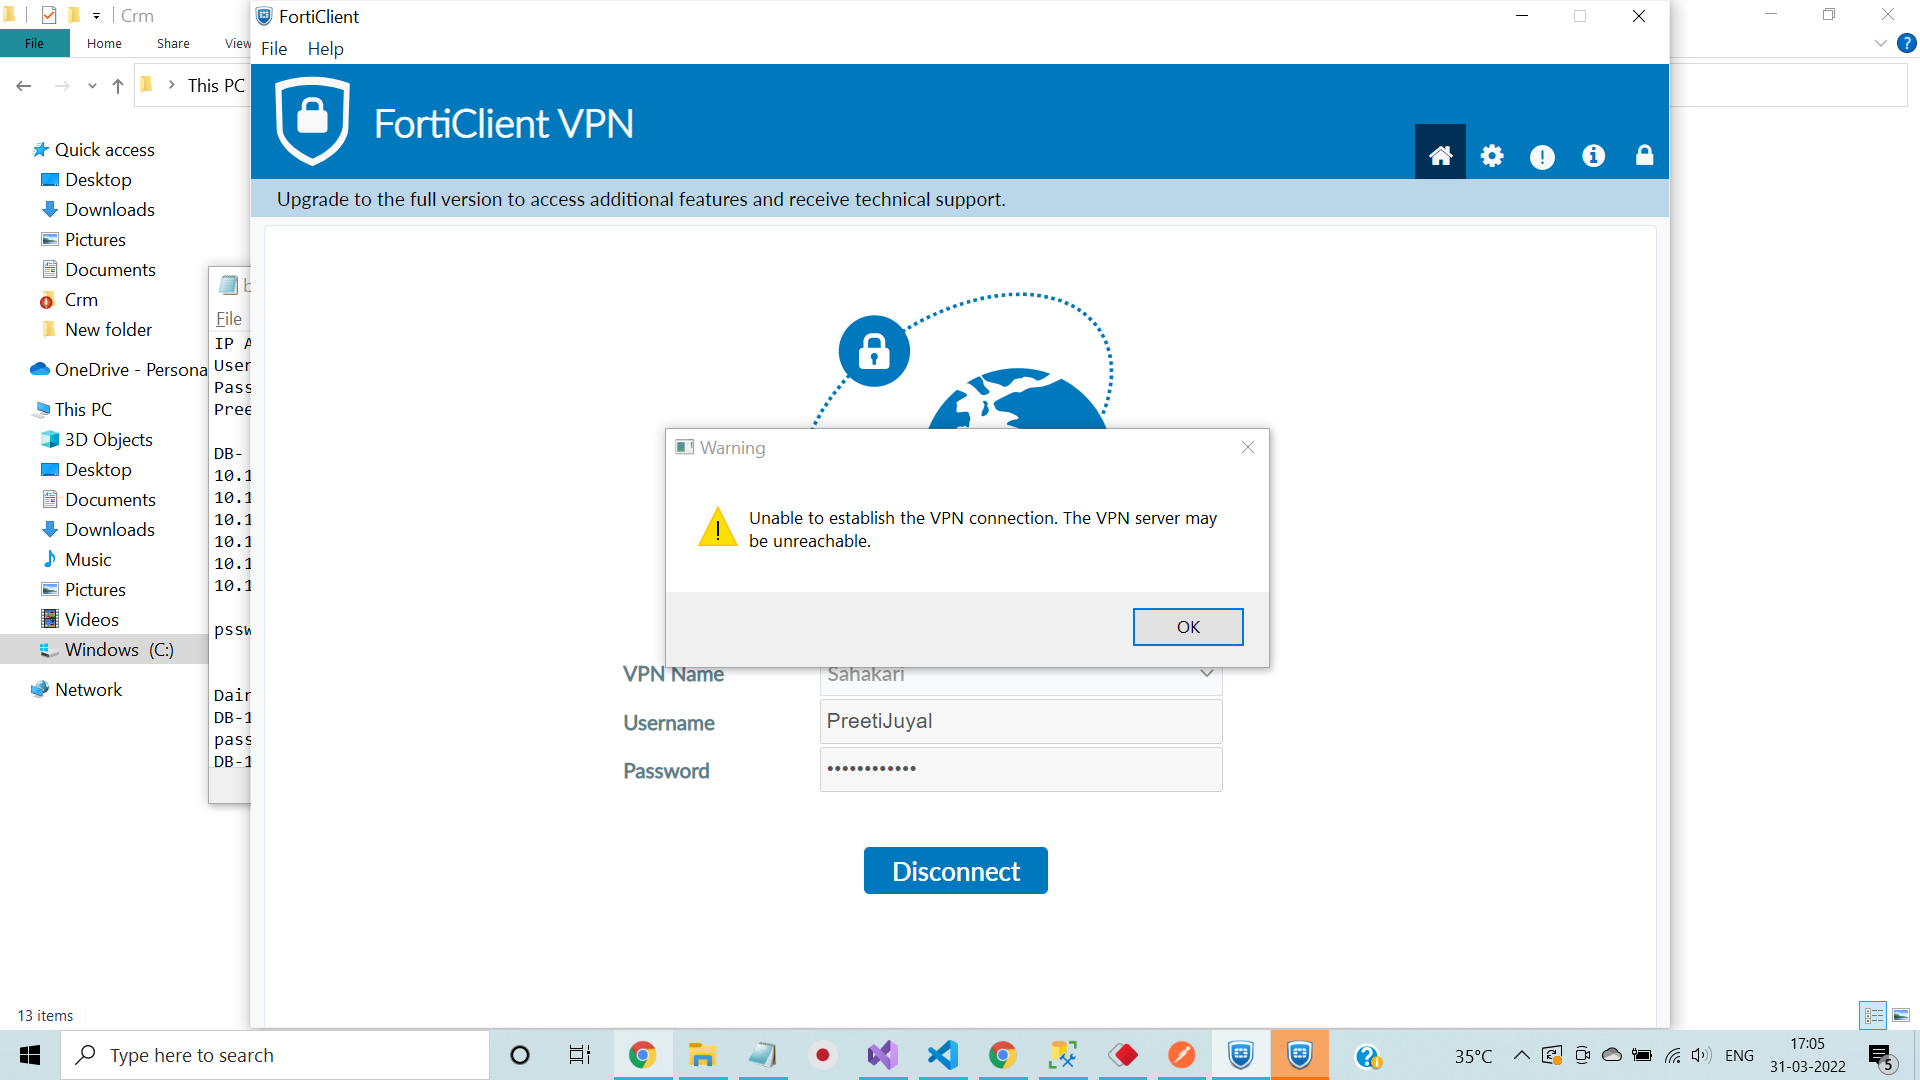 Crm
File
Home
Share
View
This PC
Quick access
Desktop
Downloads
Pictures
Documents
Crm
New folder
OneDrive - Persona
This PC
3D Objects
Desktop
Documents
Downloads
Music
Pictures
Videos
Windows (C:)
Network
13 items
File
IP A
User
Pass
Pree
DB-
10.1
10.1
10.1
10.1
10.1
10.1
pssw
Dair
DB-1
pass
DB-1
FortiClient
File Help
FortiClient VPN
Upgrade to the full version to access additional features and receive technical support.
Warning
Unable to establish the VPN connection. The VPN server may
be unreachable.
OK
VPN Name Sahakari
Username PreetiJuyal
Password ••••••••••••
Disconnect
Type here to search
35°C
ENG
17:05
31-03-2022
5